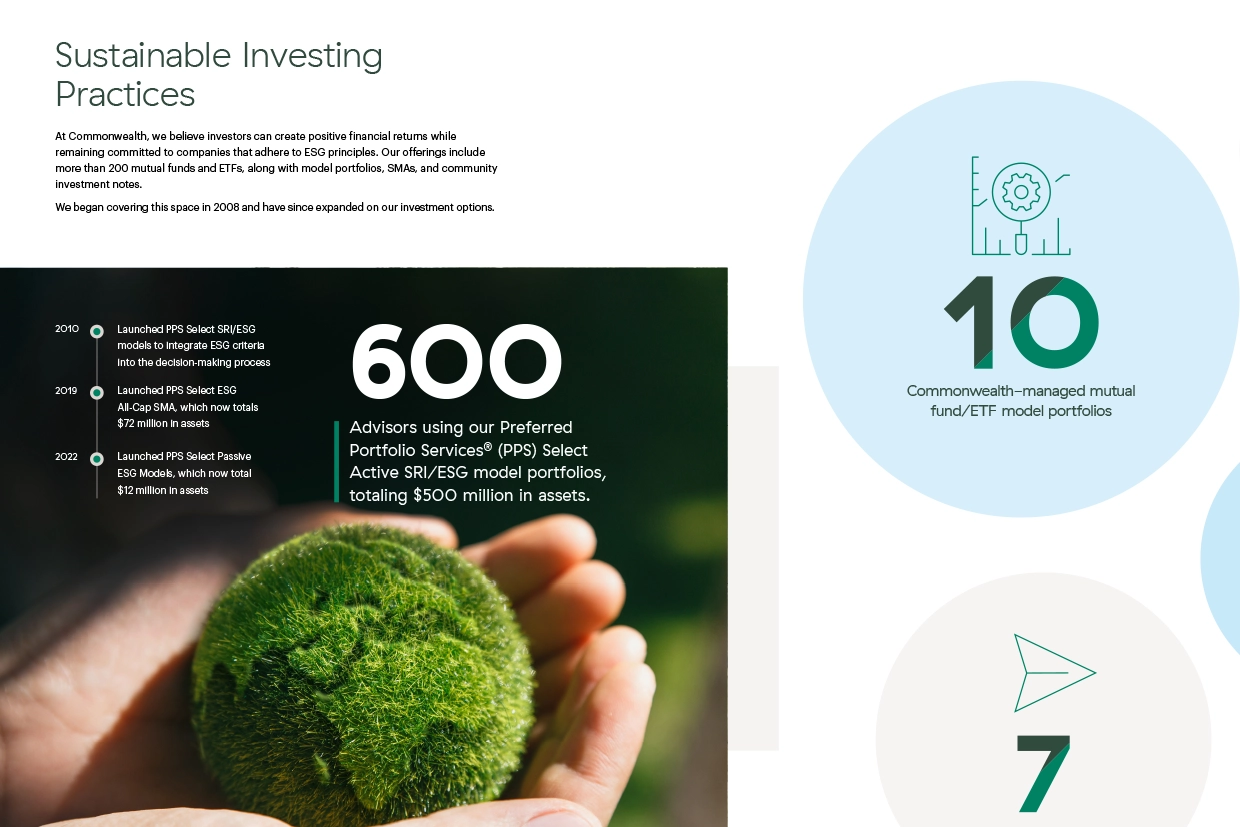 Sustainable Investing
Practices
At Commonwealth, we believe investors can create positive financial returns while
remaining committed to companies that adhere to ESG principles. Our offerings include
more than 200 mutual funds and ETFs, along with model portfolios, SMAs, and community
investment notes.
We began covering this space in 2008 and have since expanded on our investment options.
2010
Launched PPS Select SRI/ESG
models to integrate ESG criteria
into the decision-making process
2019
Launched PPS Select ESG
All-Cap SMA, which now totals
$72 million in assets
2022
Launched PPS Select Passive
ESG Models, which now total
$12 million in assets
600
Advisors using our Preferred
Portfolio Services® (PPS) Select
Active SRI/ESG model portfolios,
totaling $500 million in assets.
10
Commonwealth–managed mutual
fund/ETF model portfolios
7